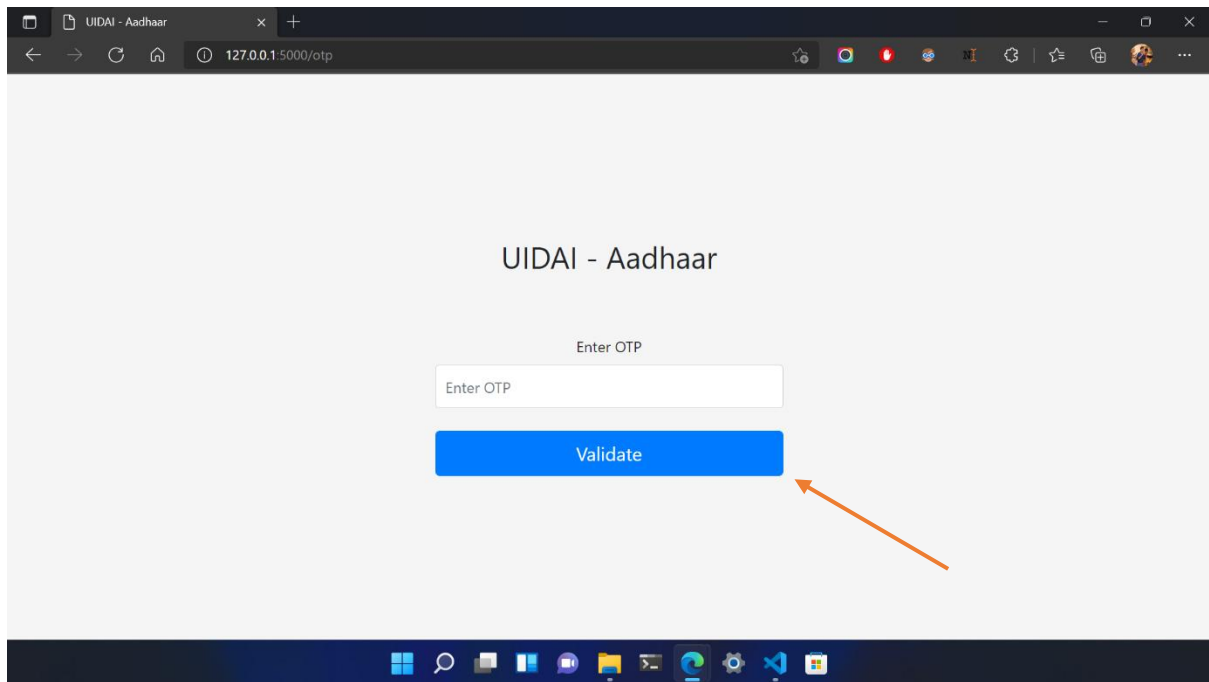 UIDAI - Aadhaar
127.0.0.1:5000/otp
UIDAI - Aadhaar
Enter OTP
Enter OTP
Validate